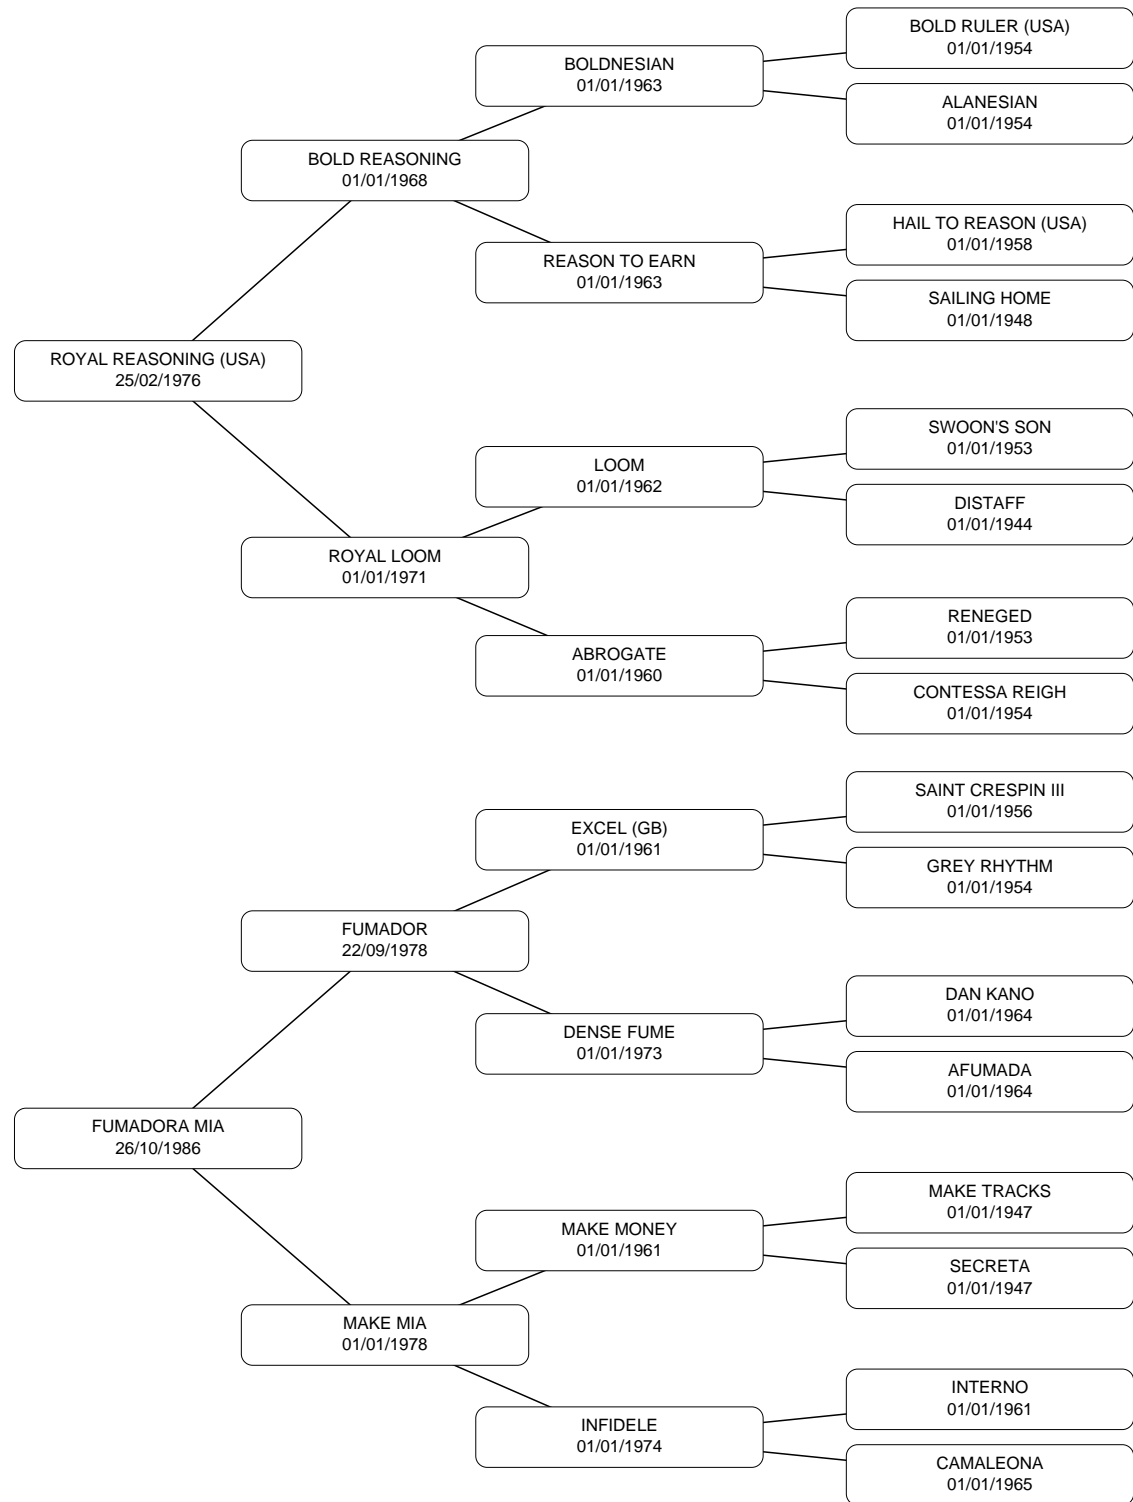 BOLD RULER (USA)
01/01/1954
BOLDNESIAN
01/01/1963
ALANESIAN
01/01/1954
BOLD REASONING
01/01/1968
HAIL TO REASON (USA)
01/01/1958
REASON TO EARN
01/01/1963
SAILING HOME
01/01/1948
ROYAL REASONING (USA)
25/02/1976
SWOON'S SON
01/01/1953
LOOM
01/01/1962
DISTAFF
01/01/1944
ROYAL LOOM
01/01/1971
RENEGED
01/01/1953
ABROGATE
01/01/1960
CONTESSA REIGH
01/01/1954
SAINT CRESPIN III
01/01/1956
EXCEL (GB)
01/01/1961
GREY RHYTHM
01/01/1954
FUMADOR
22/09/1978
DAN KANO
01/01/1964
DENSE FUME
01/01/1973
AFUMADA
01/01/1964
FUMADORA MIA
26/10/1986
MAKE TRACKS
01/01/1947
MAKE MONEY
01/01/1961
SECRETA
01/01/1947
MAKE MIA
01/01/1978
INTERNO
01/01/1961
INFIDELE
01/01/1974
CAMALEONA
01/01/1965